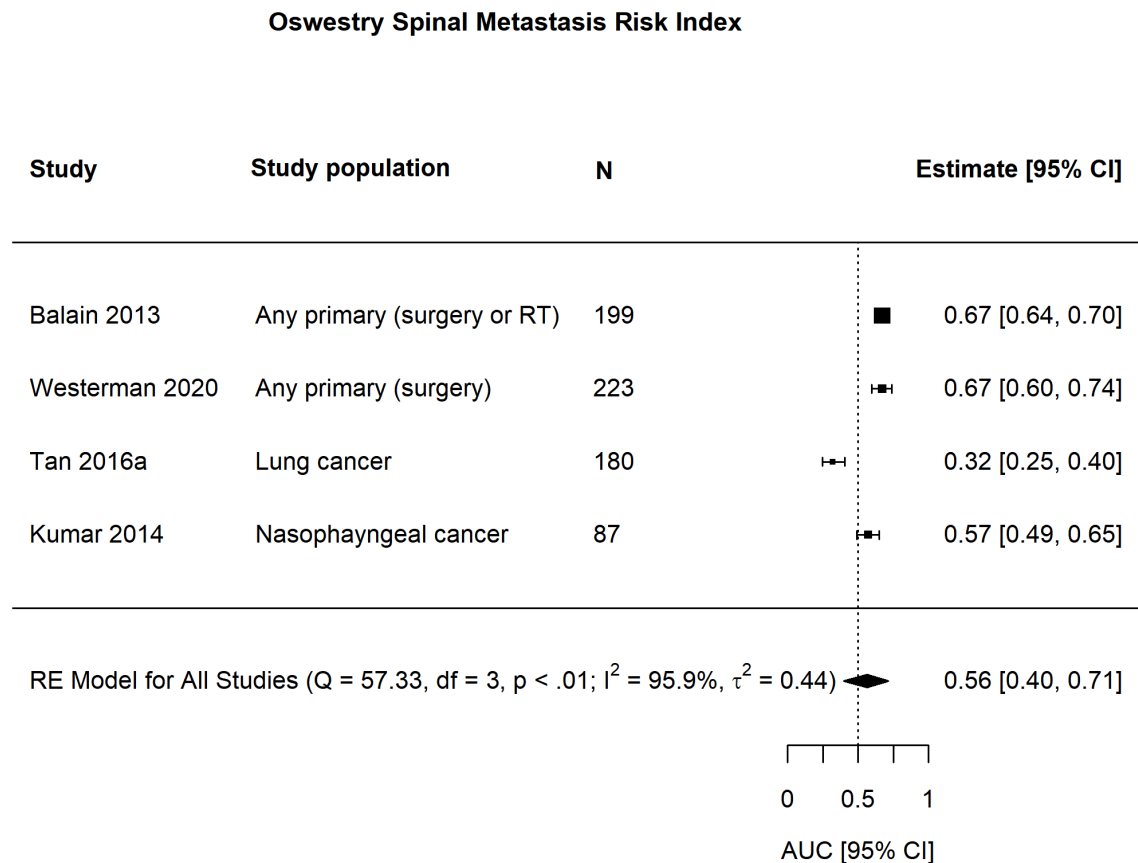 Oswestry Spinal Metastasis Risk Index
Study Study population N Estimate [95% CI]
Balain 2013 Any primary (surgery or RT) 199 0.67 [0.64, 0.70]
Westerman 2020 Any primary (surgery) 223 0.67 [0.60, 0.74]
Tan 2016a Lung cancer 180 0.32 [0.25, 0.40]
Kumar 2014 Nasophayngeal cancer 87 0.57 [0.49, 0.65]
RE Model for All Studies (Q = 57.33, df = 3, p < .01; I² = 95.9%, τ² = 0.44) 0.56 [0.40, 0.71]
0 0.5 1
AUC [95% CI]